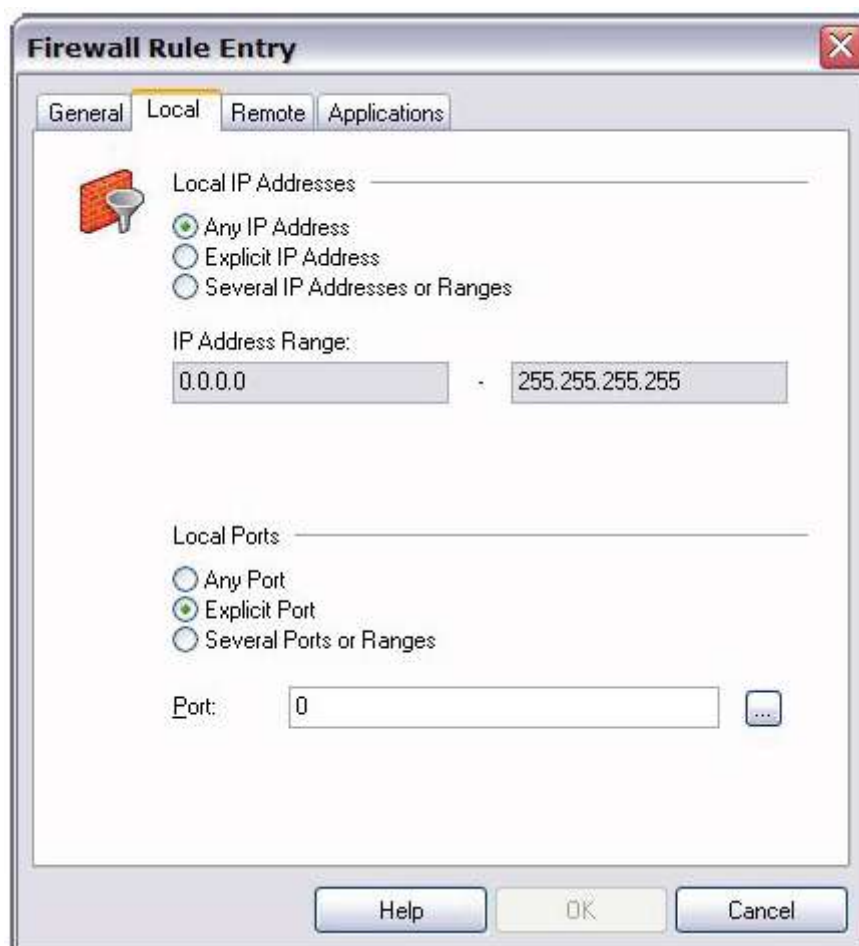 Firewall Rule Entry
General Local Remote Applications
Local IP Addresses
Any IP Address
Explicit IP Address
Several IP Addresses or Ranges
IP Address Range:
0.0.0.0 - 255.255.255.255
Local Ports
Any Port
Explicit Port
Several Ports or Ranges
Port: 0 ...
Help OK Cancel